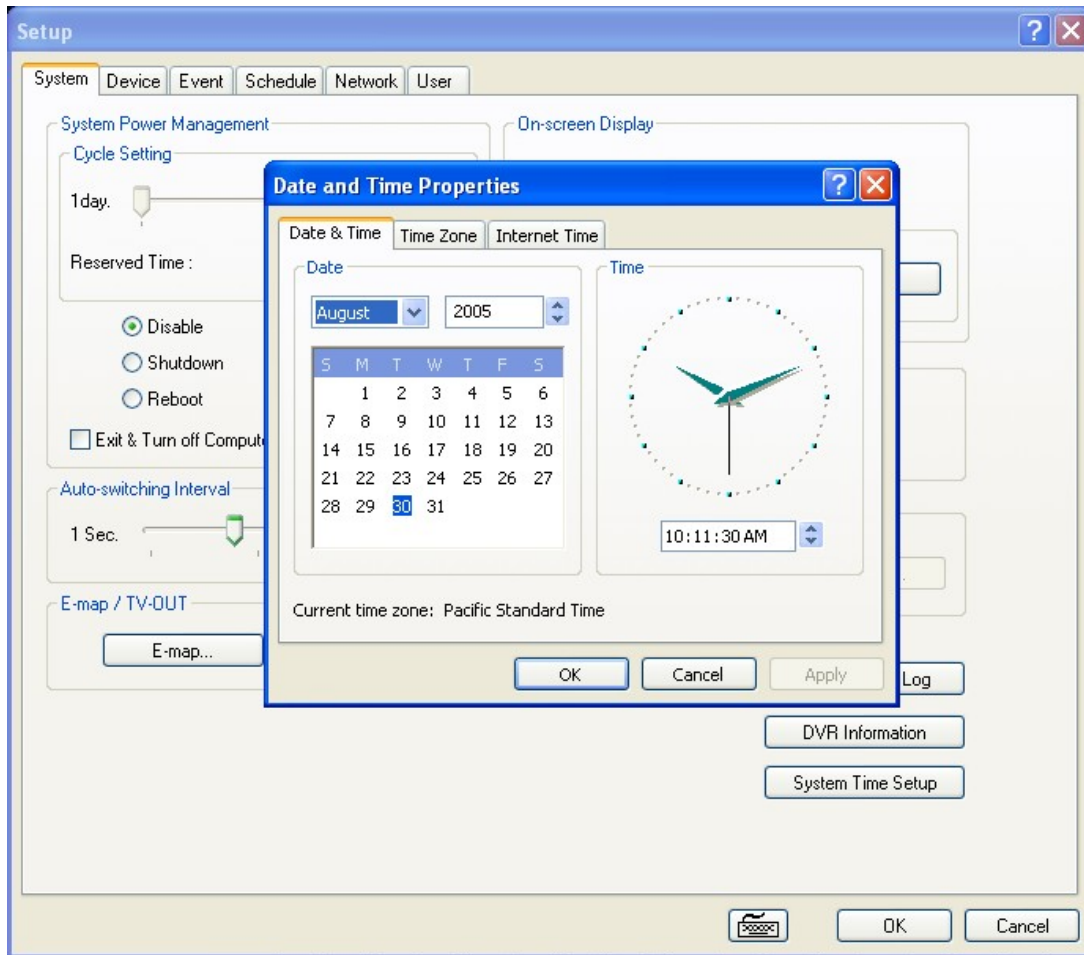 Setup
System Device Event Schedule Network User
System Power Management
On-screen Display
Cycle Setting
1day.
Reserved Time :
Disable
Shutdown
Reboot
Exit & Turn off
Auto-switching Interval
1 Sec.
E-map / TV-OUT
E-map...
Date and Time Properties
Date & Time Time Zone Internet Time
Date
Time
August 2005
S M T W T F S
1 2 3 4 5 6
7 8 9 10 11 12 13
14 15 16 17 18 19 20
21 22 23 24 25 26 27
28 29 30 31
10:11:30 AM
Current time zone: Pacific Standard Time
OK Cancel Apply
Log
DVR Information
System Time Setup
OK Cancel